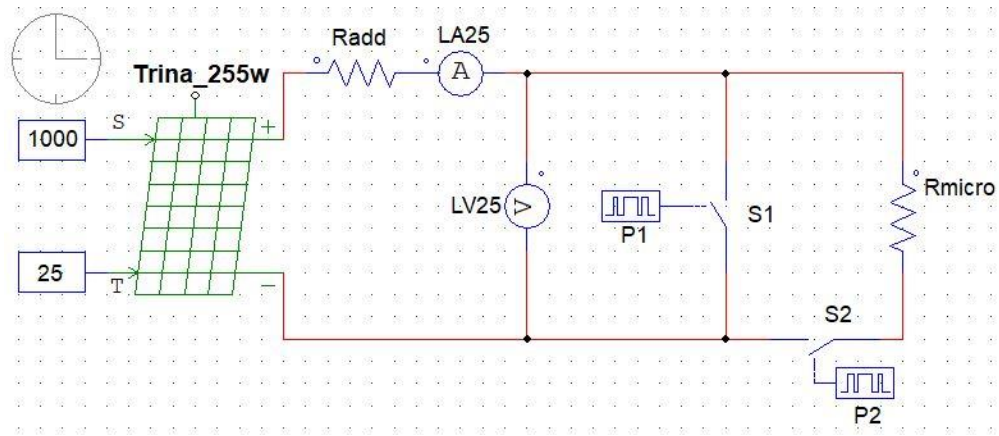 Radd
LA25
A
Trina_255w
1000
S
+
LV25
V
P1
S1
Rmicro
25
T
−
S2
P2